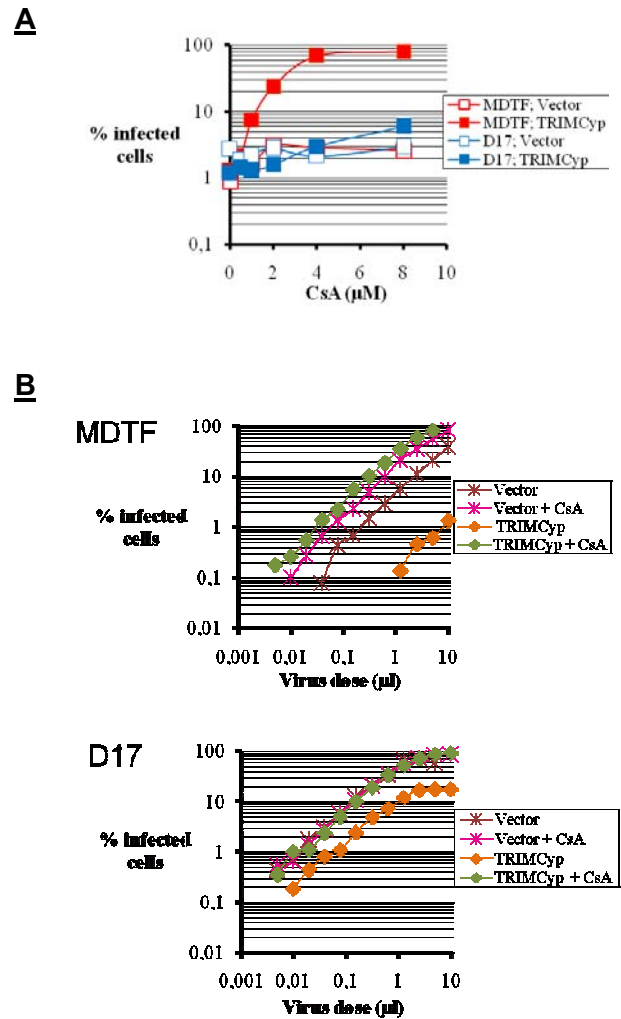 A
100
10
1
0,1
% infected
cells
0 2 4 6 8 10
CsA (µM)
MDTF; Vector
MDTF; TRIMCyp
D17; Vector
D17; TRIMCyp
B
MDTF
100
10
1
0,1
0.01
% infected
cells
0.001 0,01 0,1 1 10
Virus dose (µl)
Vector
Vector + CsA
TRIMCyp
TRIMCyp + CsA
D17
100
10
1
0,1
0.01
% infected
cells
0.001 0,01 0,1 1 10
Virus dose (µl)
Vector
Vector + CsA
TRIMCyp
TRIMCyp + CsA